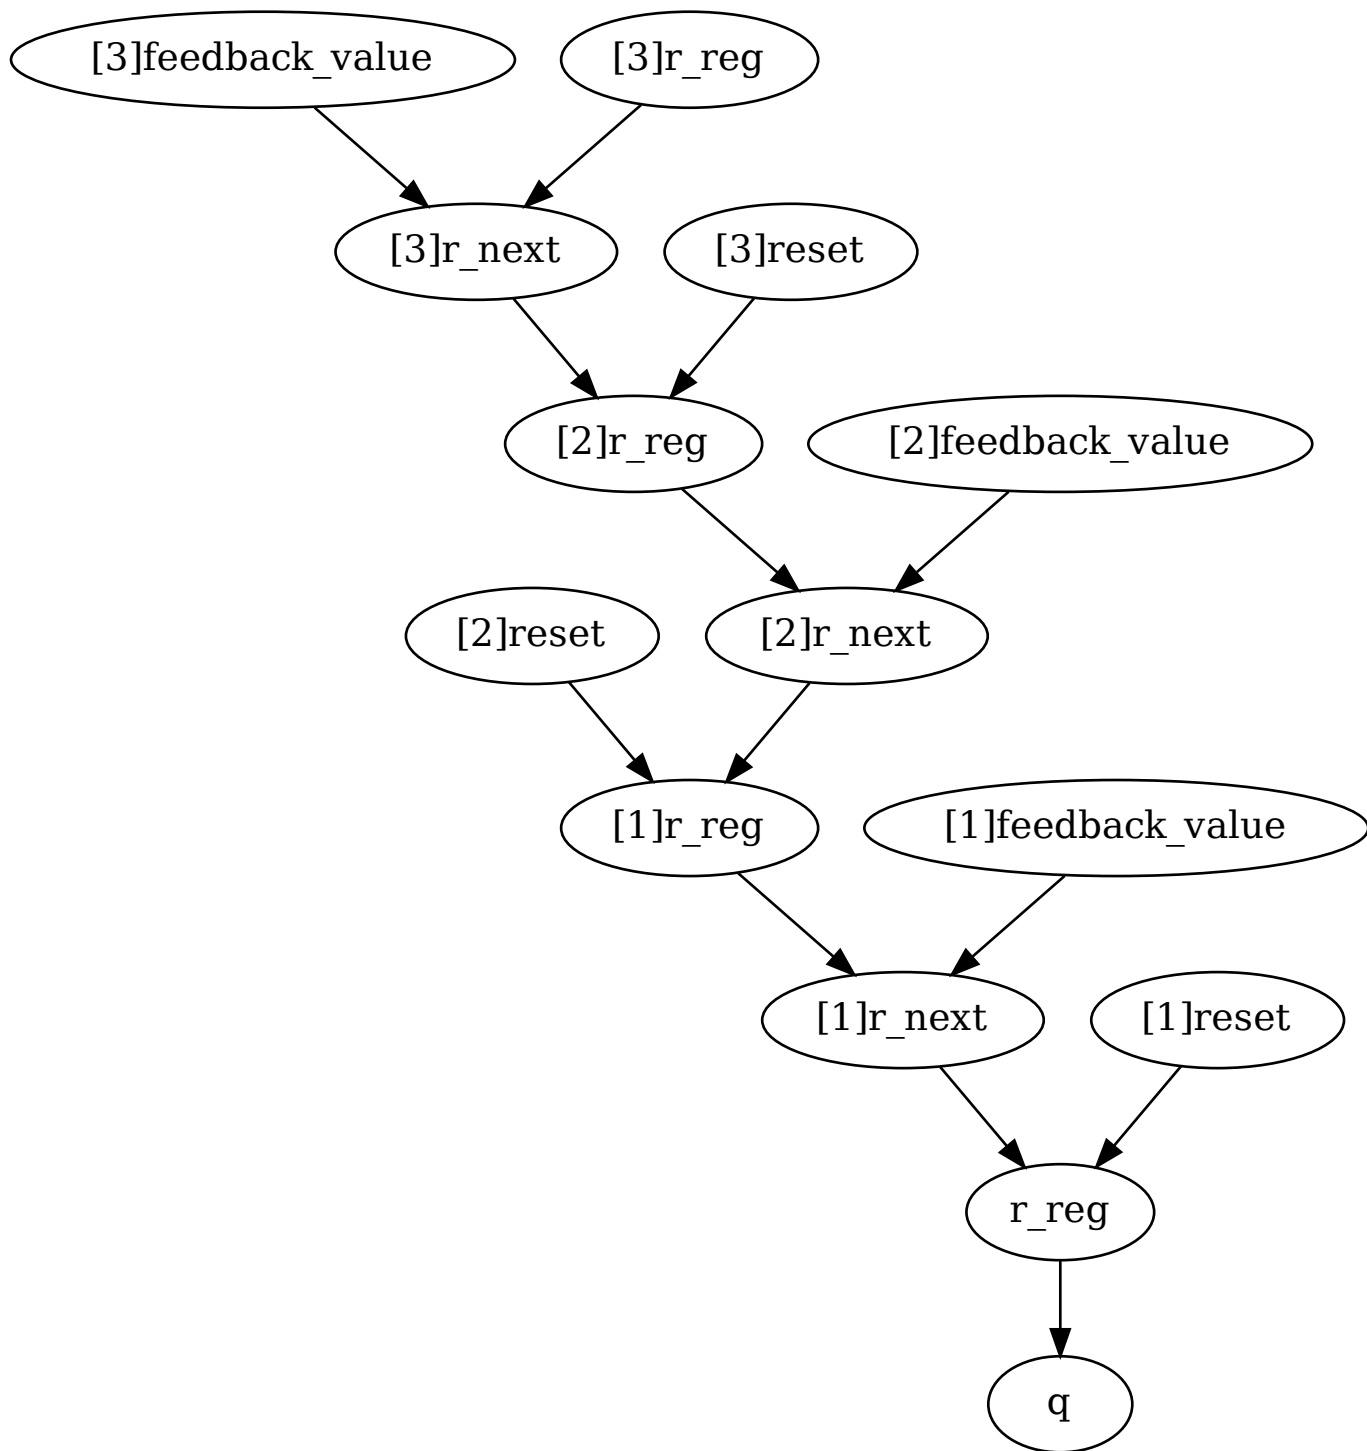 [3]feedback_value
[3]r_reg
[3]r_next
[3]reset
[2]r_reg
[2]feedback_value
[2]reset
[2]r_next
[1]r_reg
[1]feedback_value
[1]r_next
[1]reset
r_reg
q